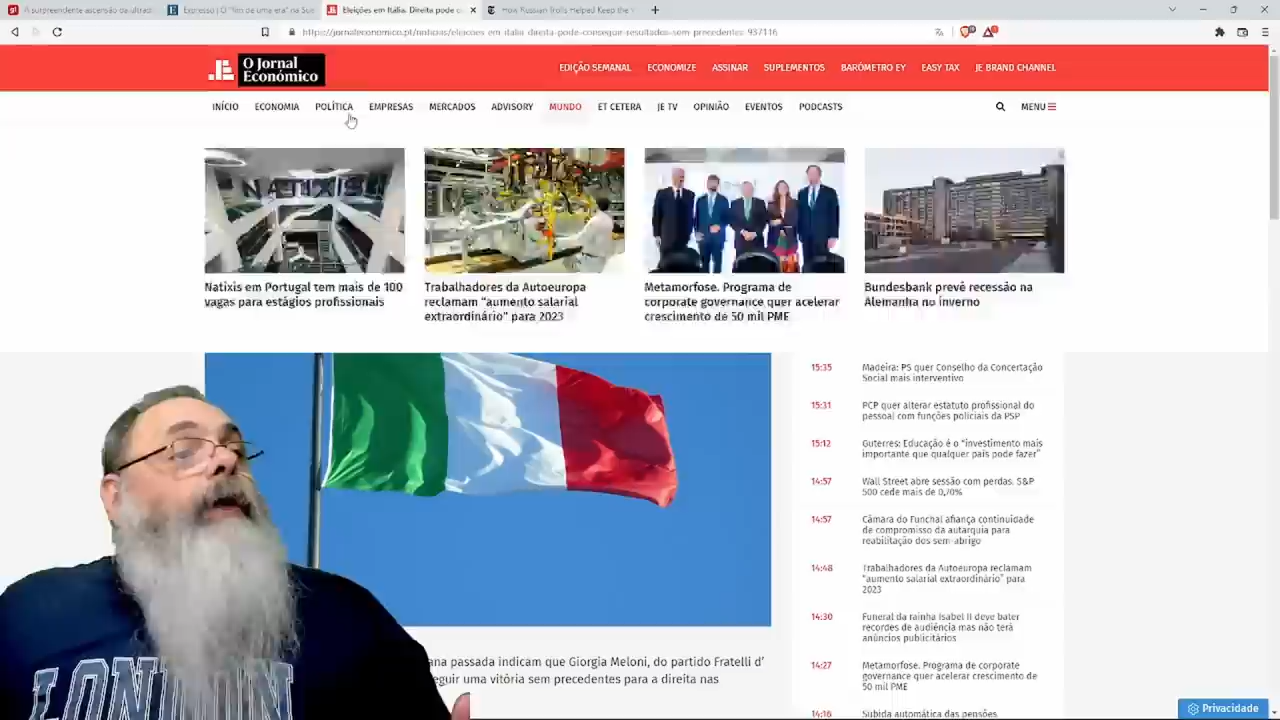 A surpreendente ascensão da ultradi
Expresso | O "fim de uma era" na Sué
Eleições em Itália. Direita pode c
How Russian Trolls Helped Keep the
https://jornaleconomico.pt/noticias/eleicoes-em-italia-direita-pode-conseguir-resultados-sem-precedentes-937116
O Jornal
Económico
EDIÇÃO SEMANAL ECONOMIZE ASSINAR SUPLEMENTOS BARÓMETRO EY EASY TAX JE BRAND CHANNEL
INÍCIO ECONOMIA POLÍTICA EMPRESAS MERCADOS ADVISORY MUNDO ET CETERA JE TV OPINIÃO EVENTOS PODCASTS MENU
Natixis em Portugal tem mais de 100
vagas para estágios profissionais
Trabalhadores da Autoeuropa
reclamam “aumento salarial
extraordinário” para 2023
Metamorfose. Programa de
corporate governance quer acelerar
crescimento de 50 mil PME
Bundesbank prevê recessão na
Alemanha no inverno
15:35 Madeira: PS quer Conselho da Concertação
Social mais interventivo
15:31 PCP quer alterar estatuto profissional do
pessoal com funções policiais da PSP
15:12 Guterres: Educação é o “investimento mais
importante que qualquer país pode fazer”
14:57 Wall Street abre sessão com perdas. S&P
500 cede mais de 0,70%
14:57 Câmara do Funchal afiança continuidade
de compromisso da autarquia para
reabilitação dos sem-abrigo
14:48 Trabalhadores da Autoeuropa reclamam
“aumento salarial extraordinário” para
2023
14:30 Funeral da rainha Isabel II deve bater
recordes de audiência mas não terá
anúncios publicitários
14:27 Metamorfose. Programa de corporate
governance quer acelerar crescimento de
50 mil PME
14:16 Subida automática das pensões
ana passada indicam que Giorgia Meloni, do partido Fratelli d’
eguir uma vitória sem precedentes para a direita nas
LONDON
Privacidade